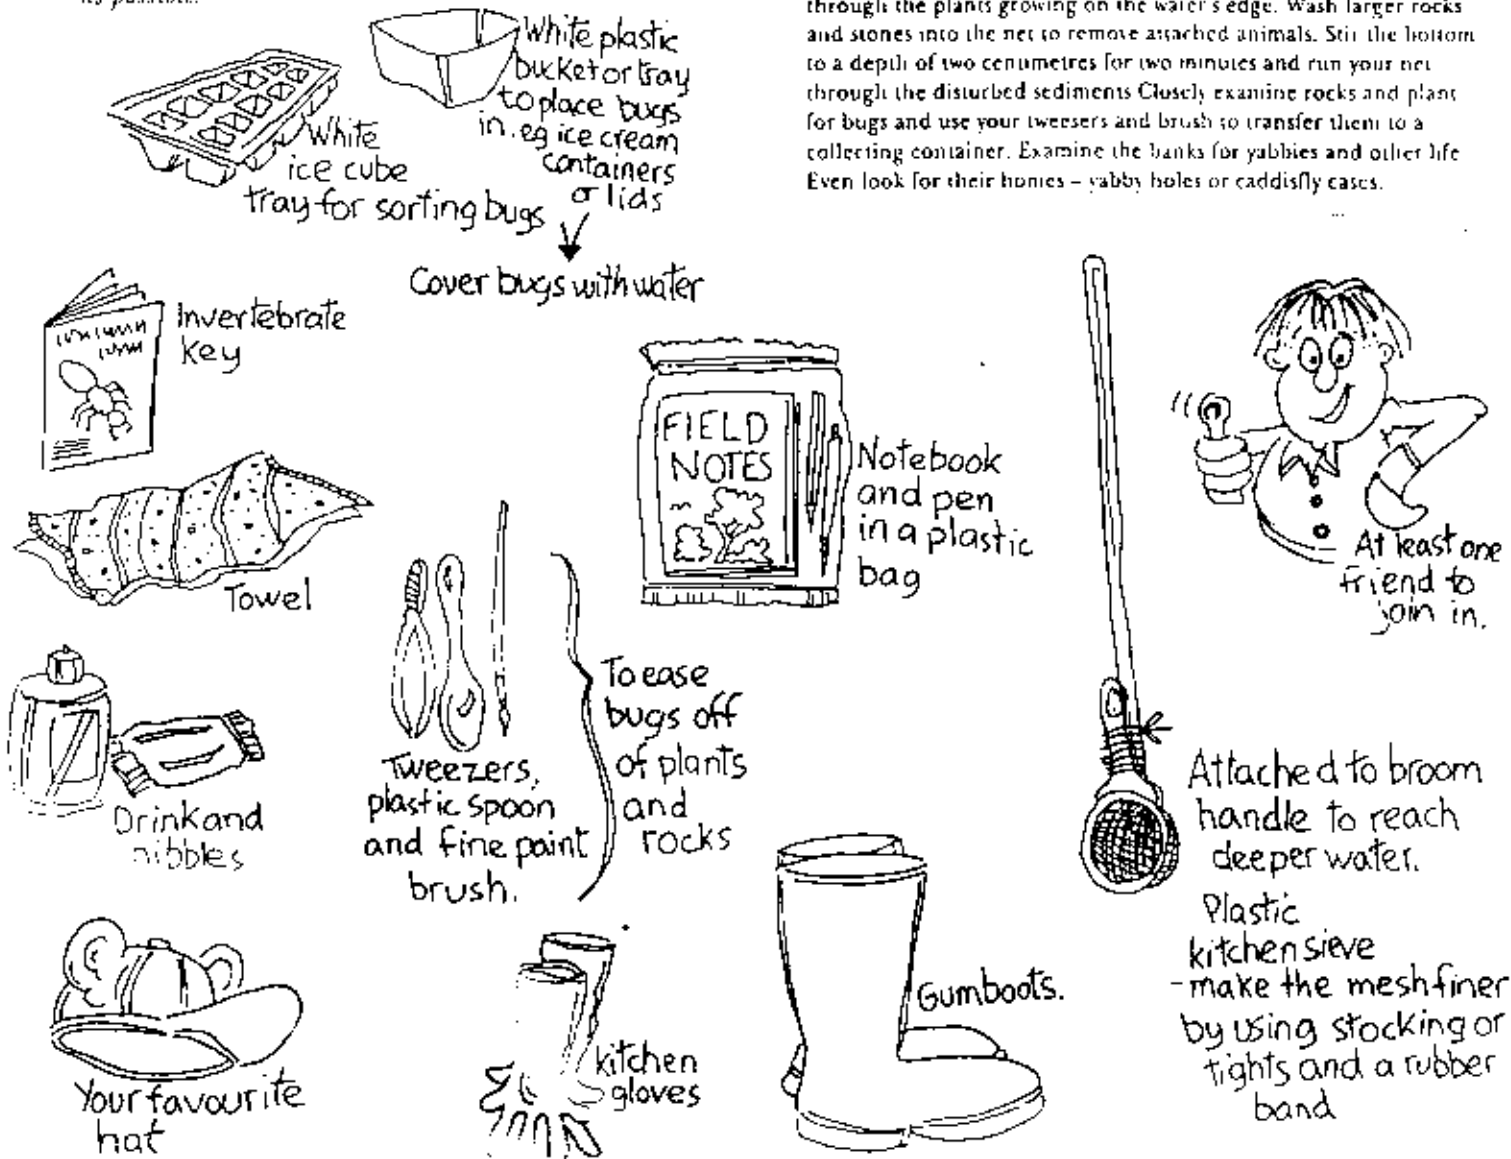 its possible.
through the plants growing on the water's edge. Wash larger rocks
and stones into the net to remove attached animals. Stir the bottom
to a depth of two centimetres for two minutes and run your net
through the disturbed sediments Closely examine rocks and plant
for bugs and use your tweesers and brush to transfer them to a
collecting container. Examine the banks for yabbies and other life
Even look for their homes – yabby holes or caddisfly cases.
White plastic
bucket or tray
to place bugs
in. eg ice cream
containers
or lids
White
ice cube
tray for sorting bugs
Cover bugs with water
Invertebrate
key
FIELD
NOTES
Notebook
and pen
in a plastic
bag
At least one
friend to
join in.
Towel
To ease
bugs off
of plants
and
rocks
Tweezers,
plastic spoon
and fine paint
brush.
Drink and
nibbles
Attached to broom
handle to reach
deeper water.
Plastic
kitchen sieve
- make the mesh finer
by using stocking or
tights and a rubber
band
Gumboots.
kitchen
gloves
Your favourite
hat